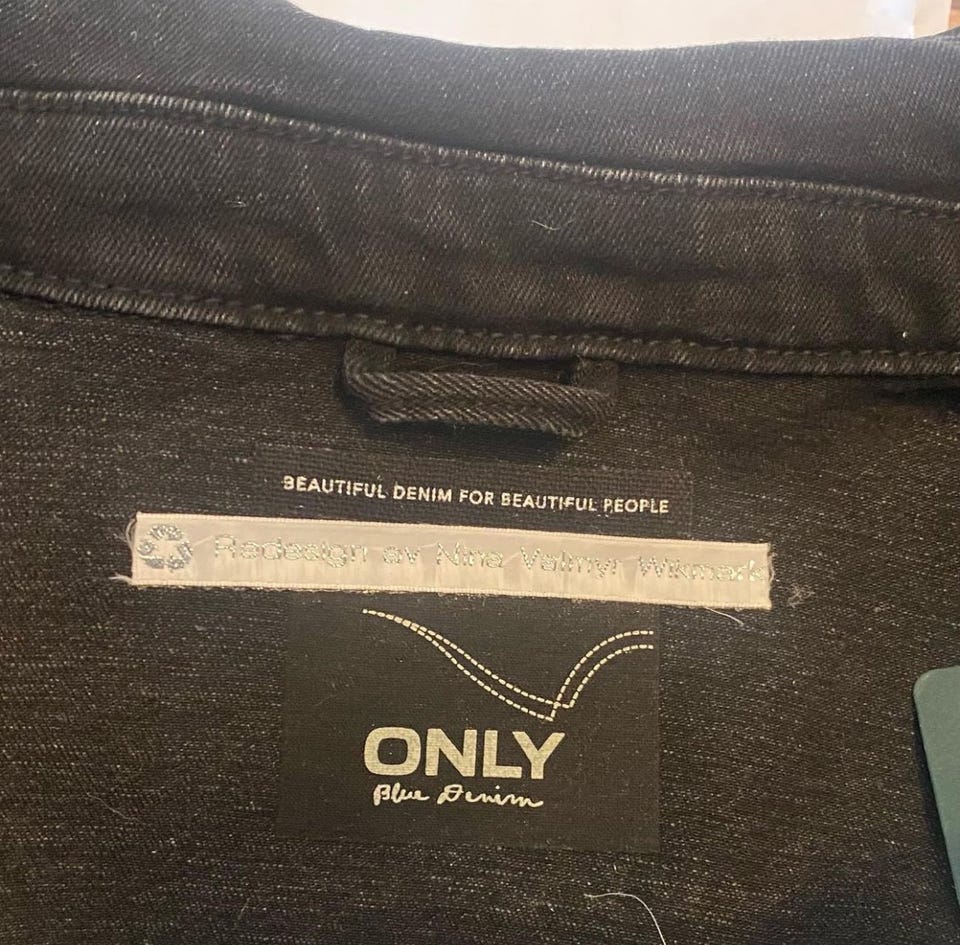 BEAUTIFUL DENIM FOR BEAUTIFUL PEOPLE
Redesign av Nina Valmyr Wikmark
ONLY
Blue Denim